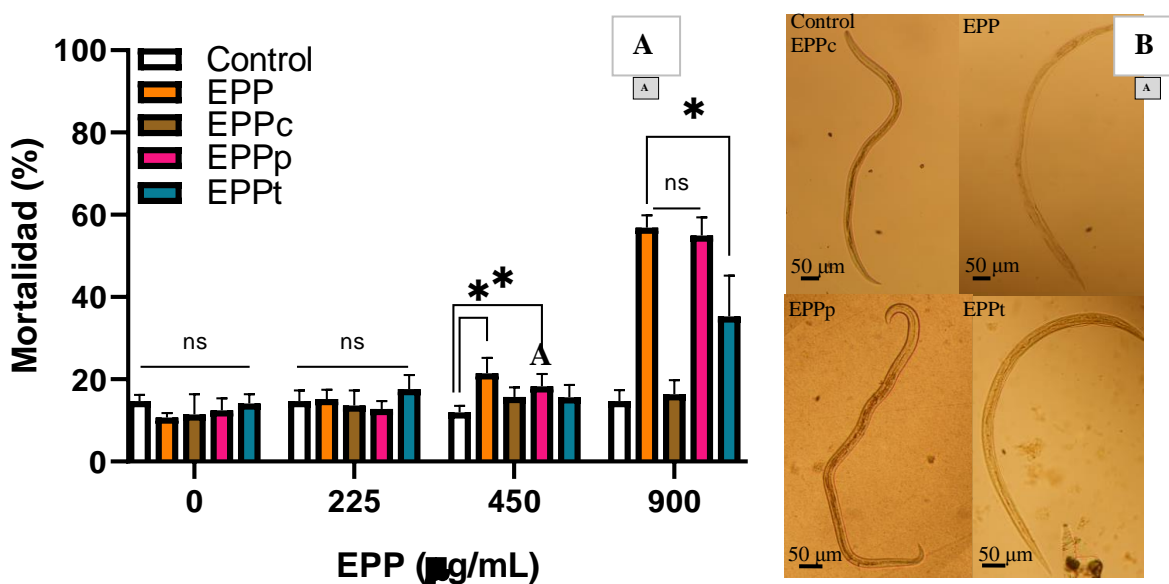 A
A
Mortalidad (%)
100
80
60
40
20
0
Control
EPP
EPPc
EPPp
EPPt
ns
ns
*
*
A
*
ns
0
225
450
900
EPP (µg/mL)
Control
EPPc
50 µm
EPP
50 µm
B
A
EPPp
50 µm
EPPt
50 µm